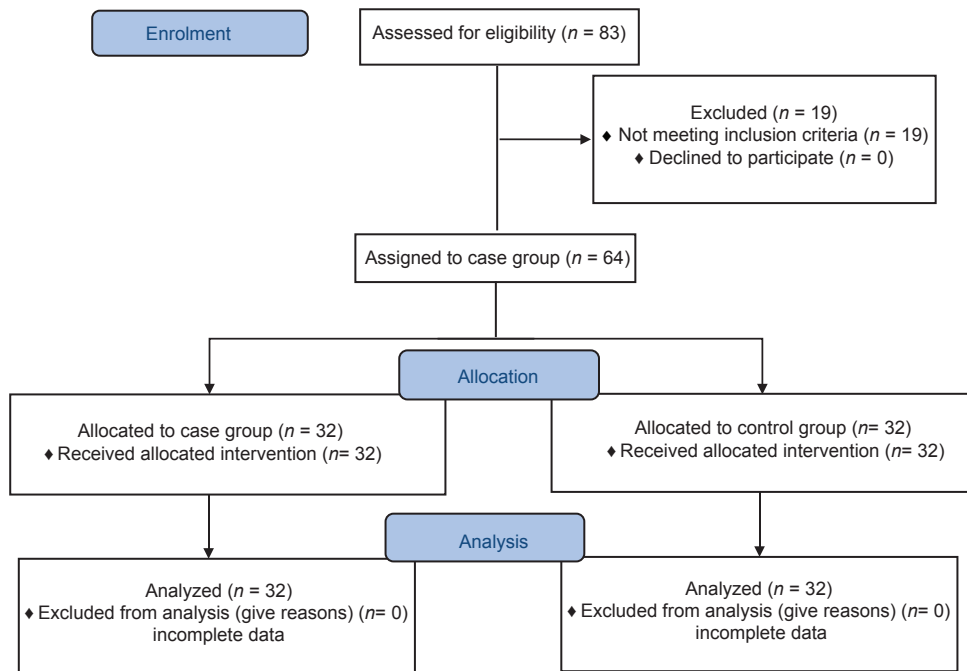 Enrolment
Assessed for eligibility (n = 83)
Excluded (n = 19)
♦ Not meeting inclusion criteria (n = 19)
♦ Declined to participate (n = 0)
Assigned to case group (n = 64)
Allocation
Allocated to case group (n = 32)
♦ Received allocated intervention (n= 32)
Allocated to control group (n= 32)
♦ Received allocated intervention (n= 32)
Analysis
Analyzed (n = 32)
♦ Excluded from analysis (give reasons) (n= 0)
incomplete data
Analyzed (n = 32)
♦ Excluded from analysis (give reasons) (n= 0)
incomplete data